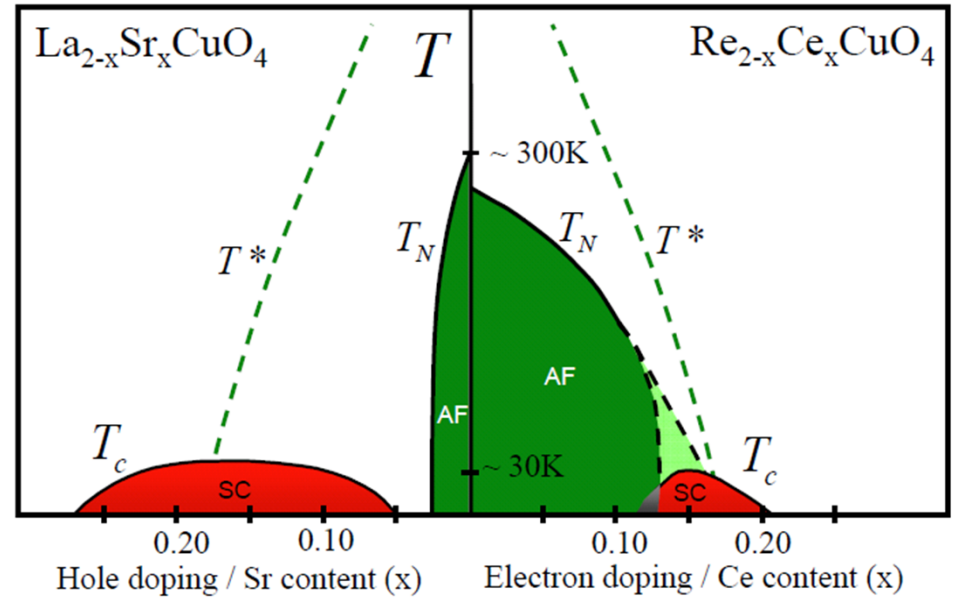 La2-xSrxCuO4
T
Re2-xCexCuO4
~ 300K
TN
TN
T*
T*
AF
AF
Tc
~ 30K
Tc
SC
SC
0.20
0.10
0.10
0.20
Hole doping / Sr content (x)
Electron doping / Ce content (x)